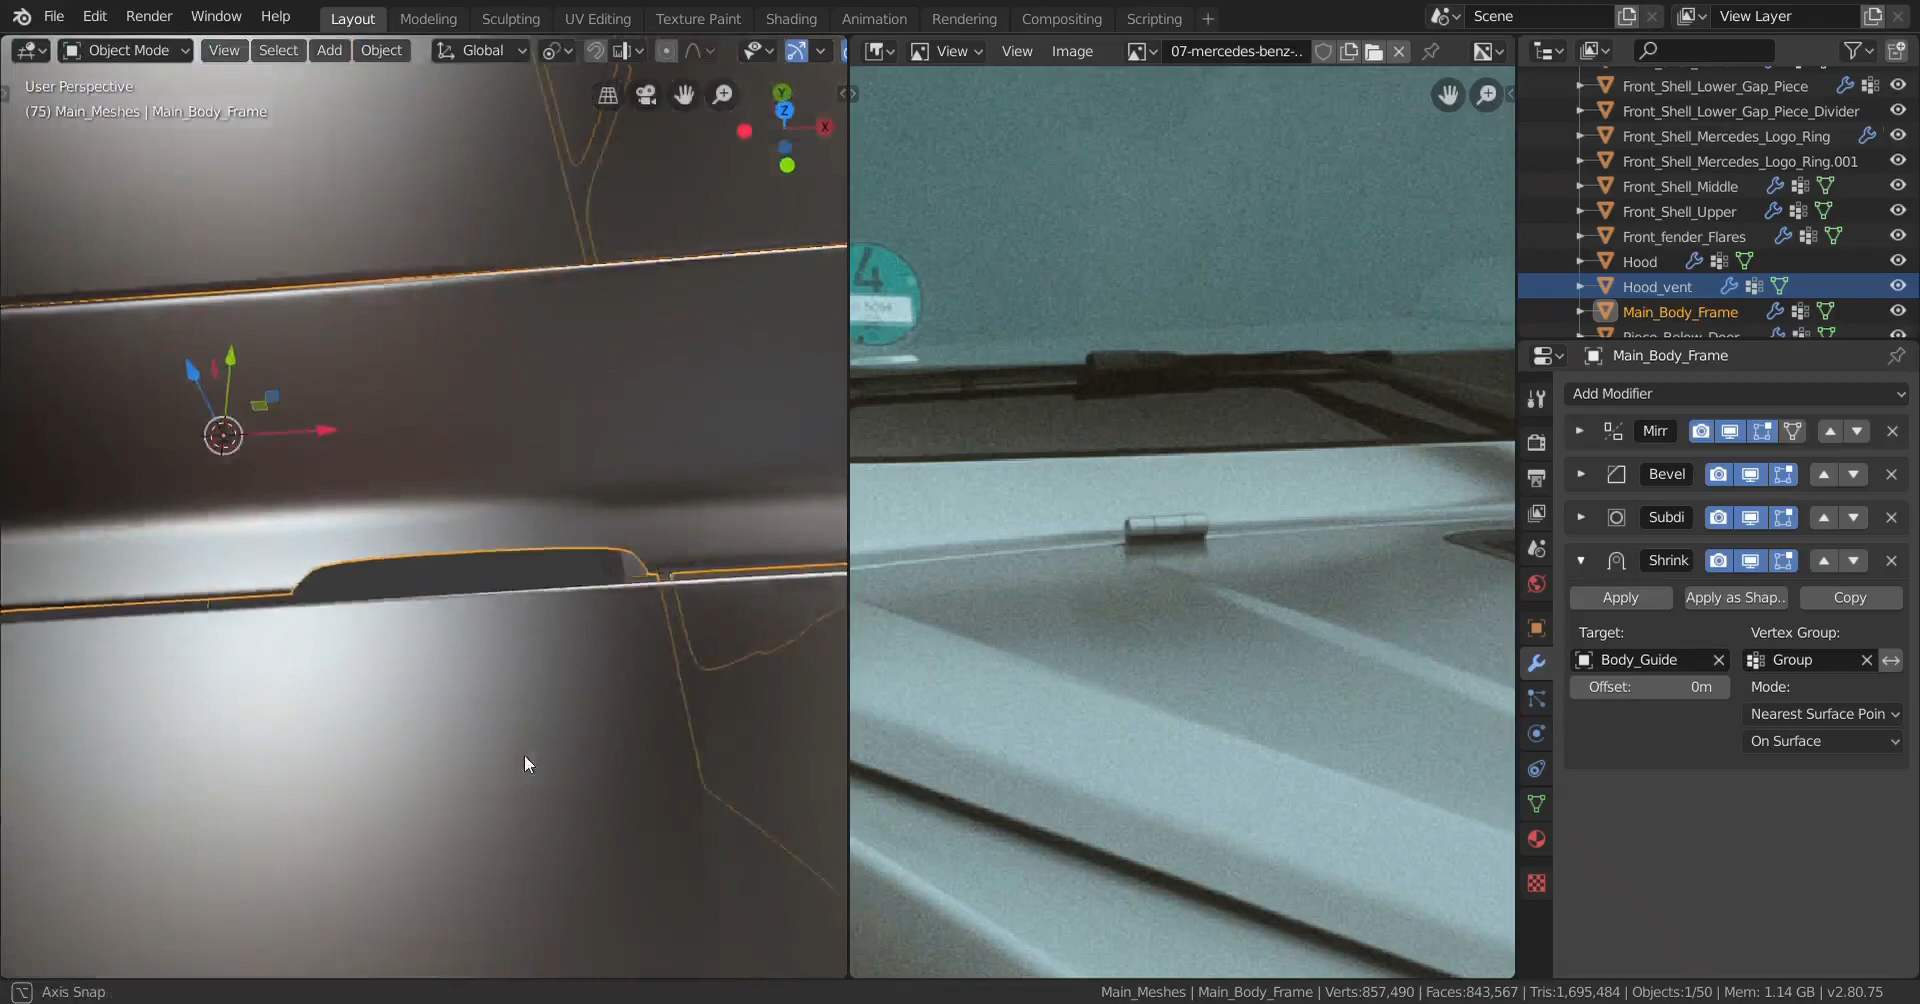 File Edit Render Window Help Layout Modeling Sculpting UV Editing Texture Paint Shading Animation Rendering Compositing Scripting + Scene View Layer
Object Mode View Select Add Object Global View View Image 07-mercedes-benz-..
User Perspective
(75) Main_Meshes | Main_Body_Frame
Y
Z
X
4
Front_Shell_Lower_Gap_Piece
Front_Shell_Lower_Gap_Piece_Divider
Front_Shell_Mercedes_Logo_Ring
Front_Shell_Mercedes_Logo_Ring.001
Front_Shell_Middle
Front_Shell_Upper
Front_fender_Flares
Hood
Hood_vent
Main_Body_Frame
Main_Body_Frame
Add Modifier
Mirr
Bevel
Subdi
Shrink
Apply Apply as Shap.. Copy
Target: Vertex Group:
Body_Guide Group
Offset: 0m Mode:
Nearest Surface Poin
On Surface
Axis Snap
Main_Meshes | Main_Body_Frame | Verts:857,490 | Faces:843,567 | Tris:1,695,484 | Objects:1/50 | Mem: 1.14 GB | v2.80.75